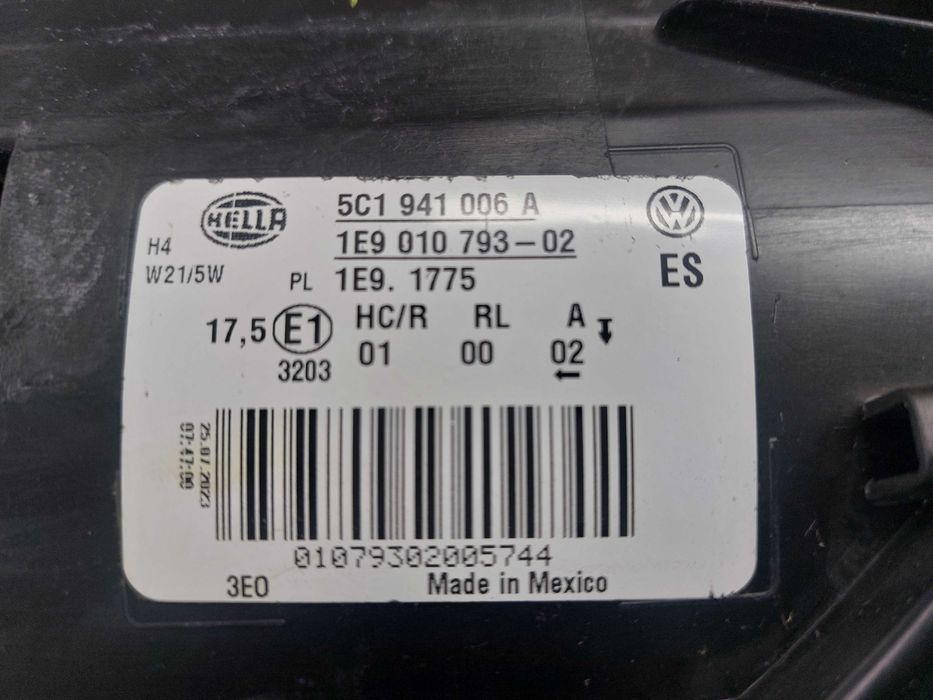 HELLA
5C1 941 006 A
1E9 010 793-02
H4
W21/5W
PL 1E9. 1775
ES
17,5 E1 HC/R RL A
3203 01 00 02
25.07.2023
07:47:00
01079302005744
3E0 Made in Mexico